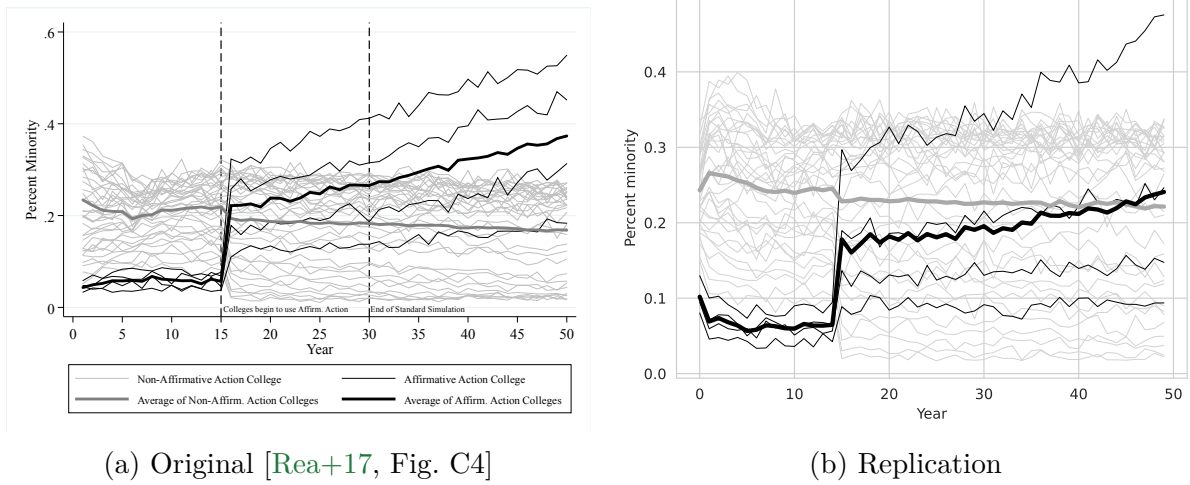 .6
.4
.2
0
Percent Minority
Colleges begin to use Affirm. Action
End of Standard Simulation
0 5 10 15 20 25 30 35 40 45 50
Year
Non-Affirmative Action College
Affirmative Action College
Average of Non-Affirm. Action Colleges
Average of Affirm. Action Colleges
(a) Original [Rea+17, Fig. C4]
0.4
0.3
0.2
0.1
0.0
Percent minority
0 10 20 30 40 50
Year
(b) Replication